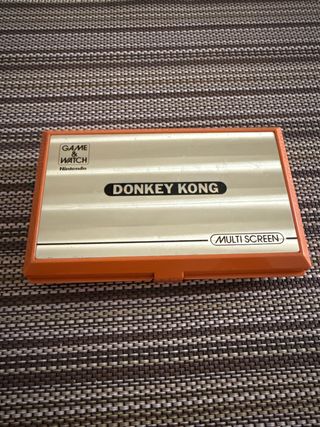 GAME
&
WATCH
Nintendo
DONKEY KONG
MULTI SCREEN